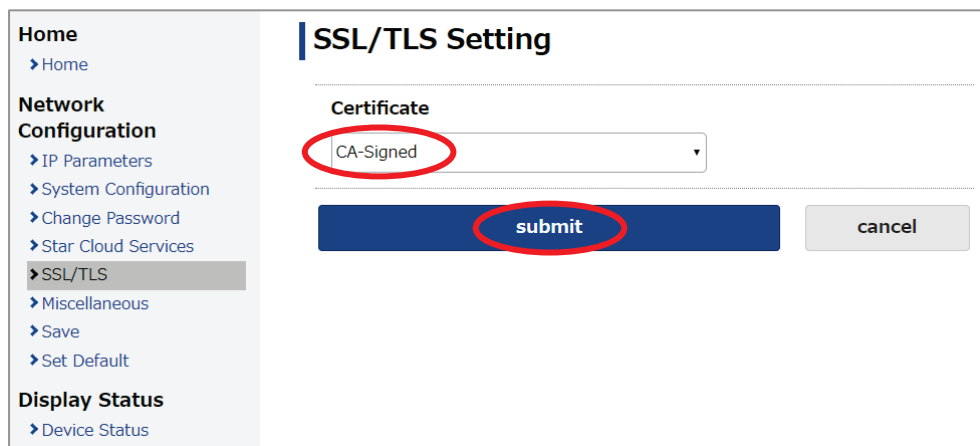 Home
Home
Network
Configuration
IP Parameters
System Configuration
Change Password
Star Cloud Services
SSL/TLS
Miscellaneous
Save
Set Default
Display Status
Device Status
SSL/TLS Setting
Certificate
CA-Signed
submit
cancel